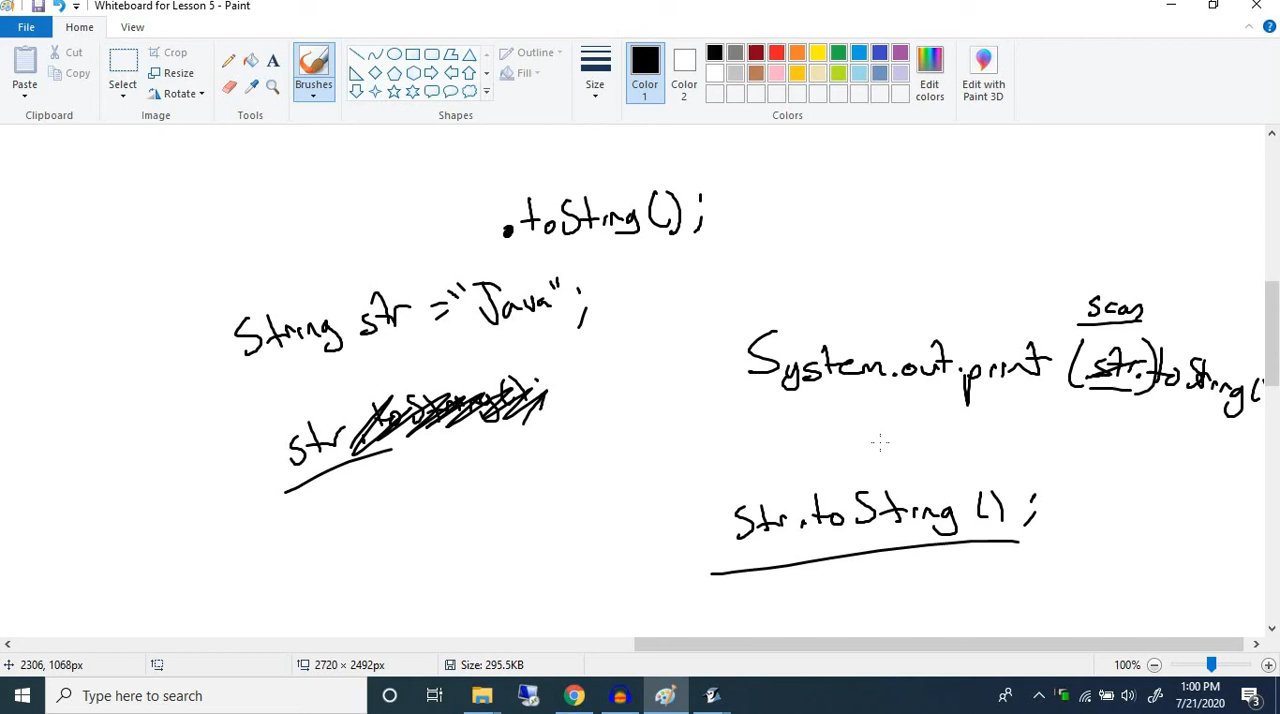 Whiteboard for Lesson 5 - Paint
File Home View
Cut
Copy
Paste
Clipboard
Select
Crop
Resize
Rotate
Image
Tools
Brushes
Outline
Fill
Shapes
Size
Color 1
Color 2
Edit colors
Colors
Edit with Paint 3D
.toString();
String str = "Java";
scan
System.out.print (str.)toString(
str.toString();
str.toString();
2306, 1068px
2720 × 2492px
Size: 295.5KB
100%
Type here to search
1:00 PM
7/21/2020
3